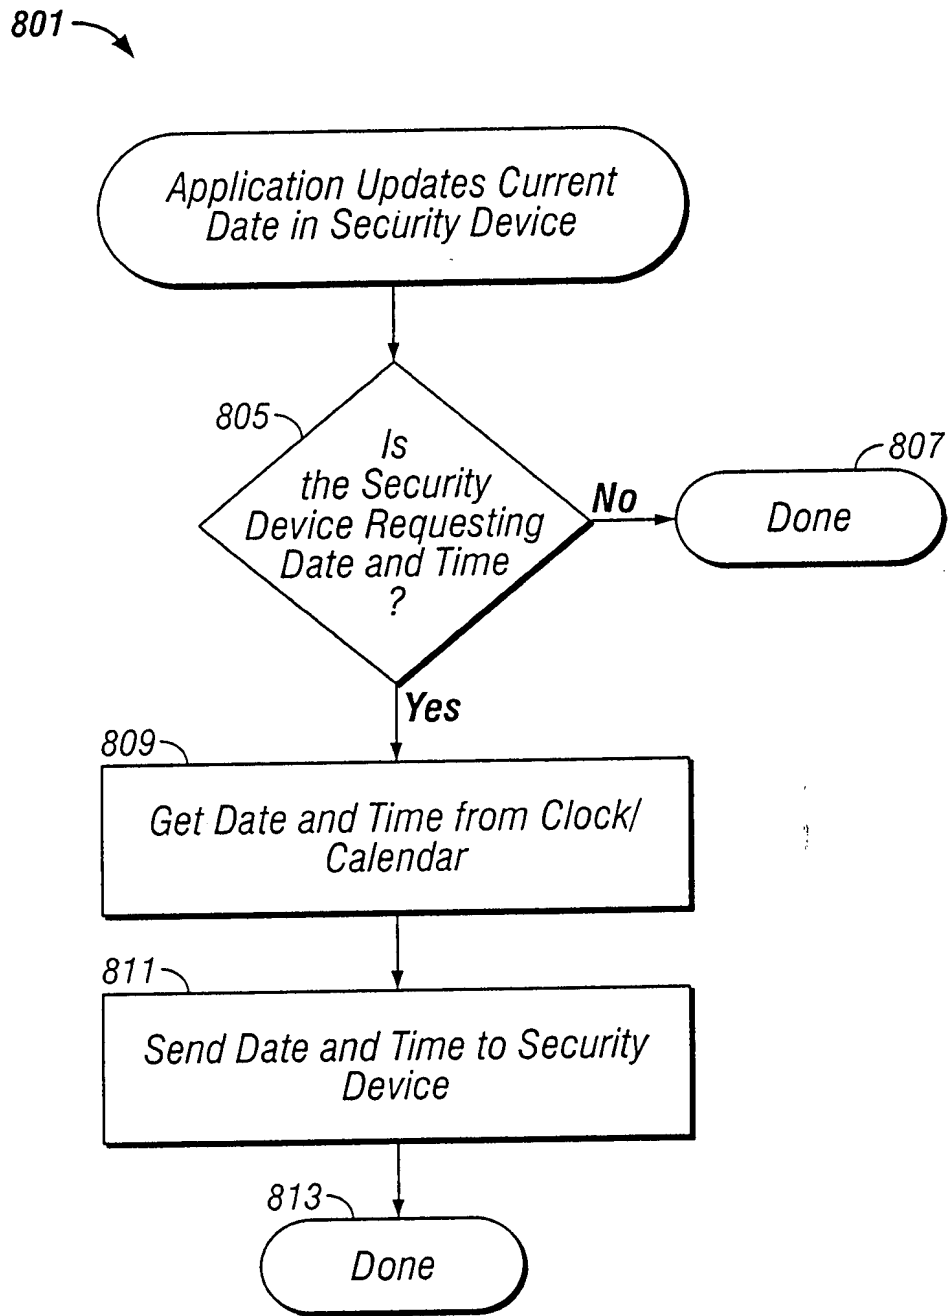 801
Application Updates Current
Date in Security Device
805
Is
the Security
Device Requesting
Date and Time
?
No
807
Done
Yes
809
Get Date and Time from Clock/
Calendar
811
Send Date and Time to Security
Device
813
Done